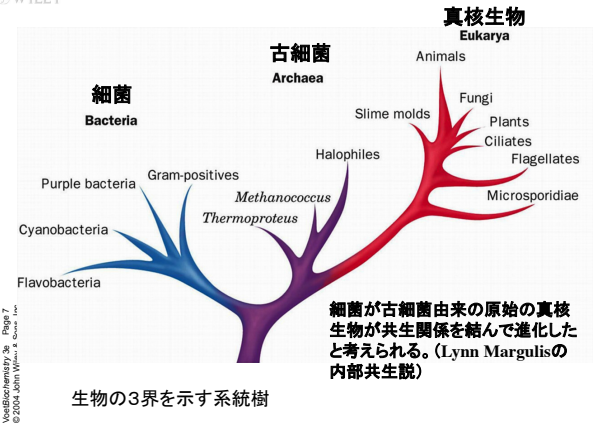 真核生物
Eukarya
古細菌
Archaea
細菌
Bacteria
Animals
Fungi
Slime molds
Plants
Ciliates
Flagellates
Microsporidiae
Halophiles
Methanococcus
Thermoproteus
Gram-positives
Purple bacteria
Cyanobacteria
Flavobacteria
細菌が古細菌由来の原始の真核
生物が共生関係を結んで進化した
と考えられる。（Lynn Margulisの
内部共生説）
生物の３界を示す系統樹
Voet Biochemistry 3e Page 7
© 2004 John Wiley &